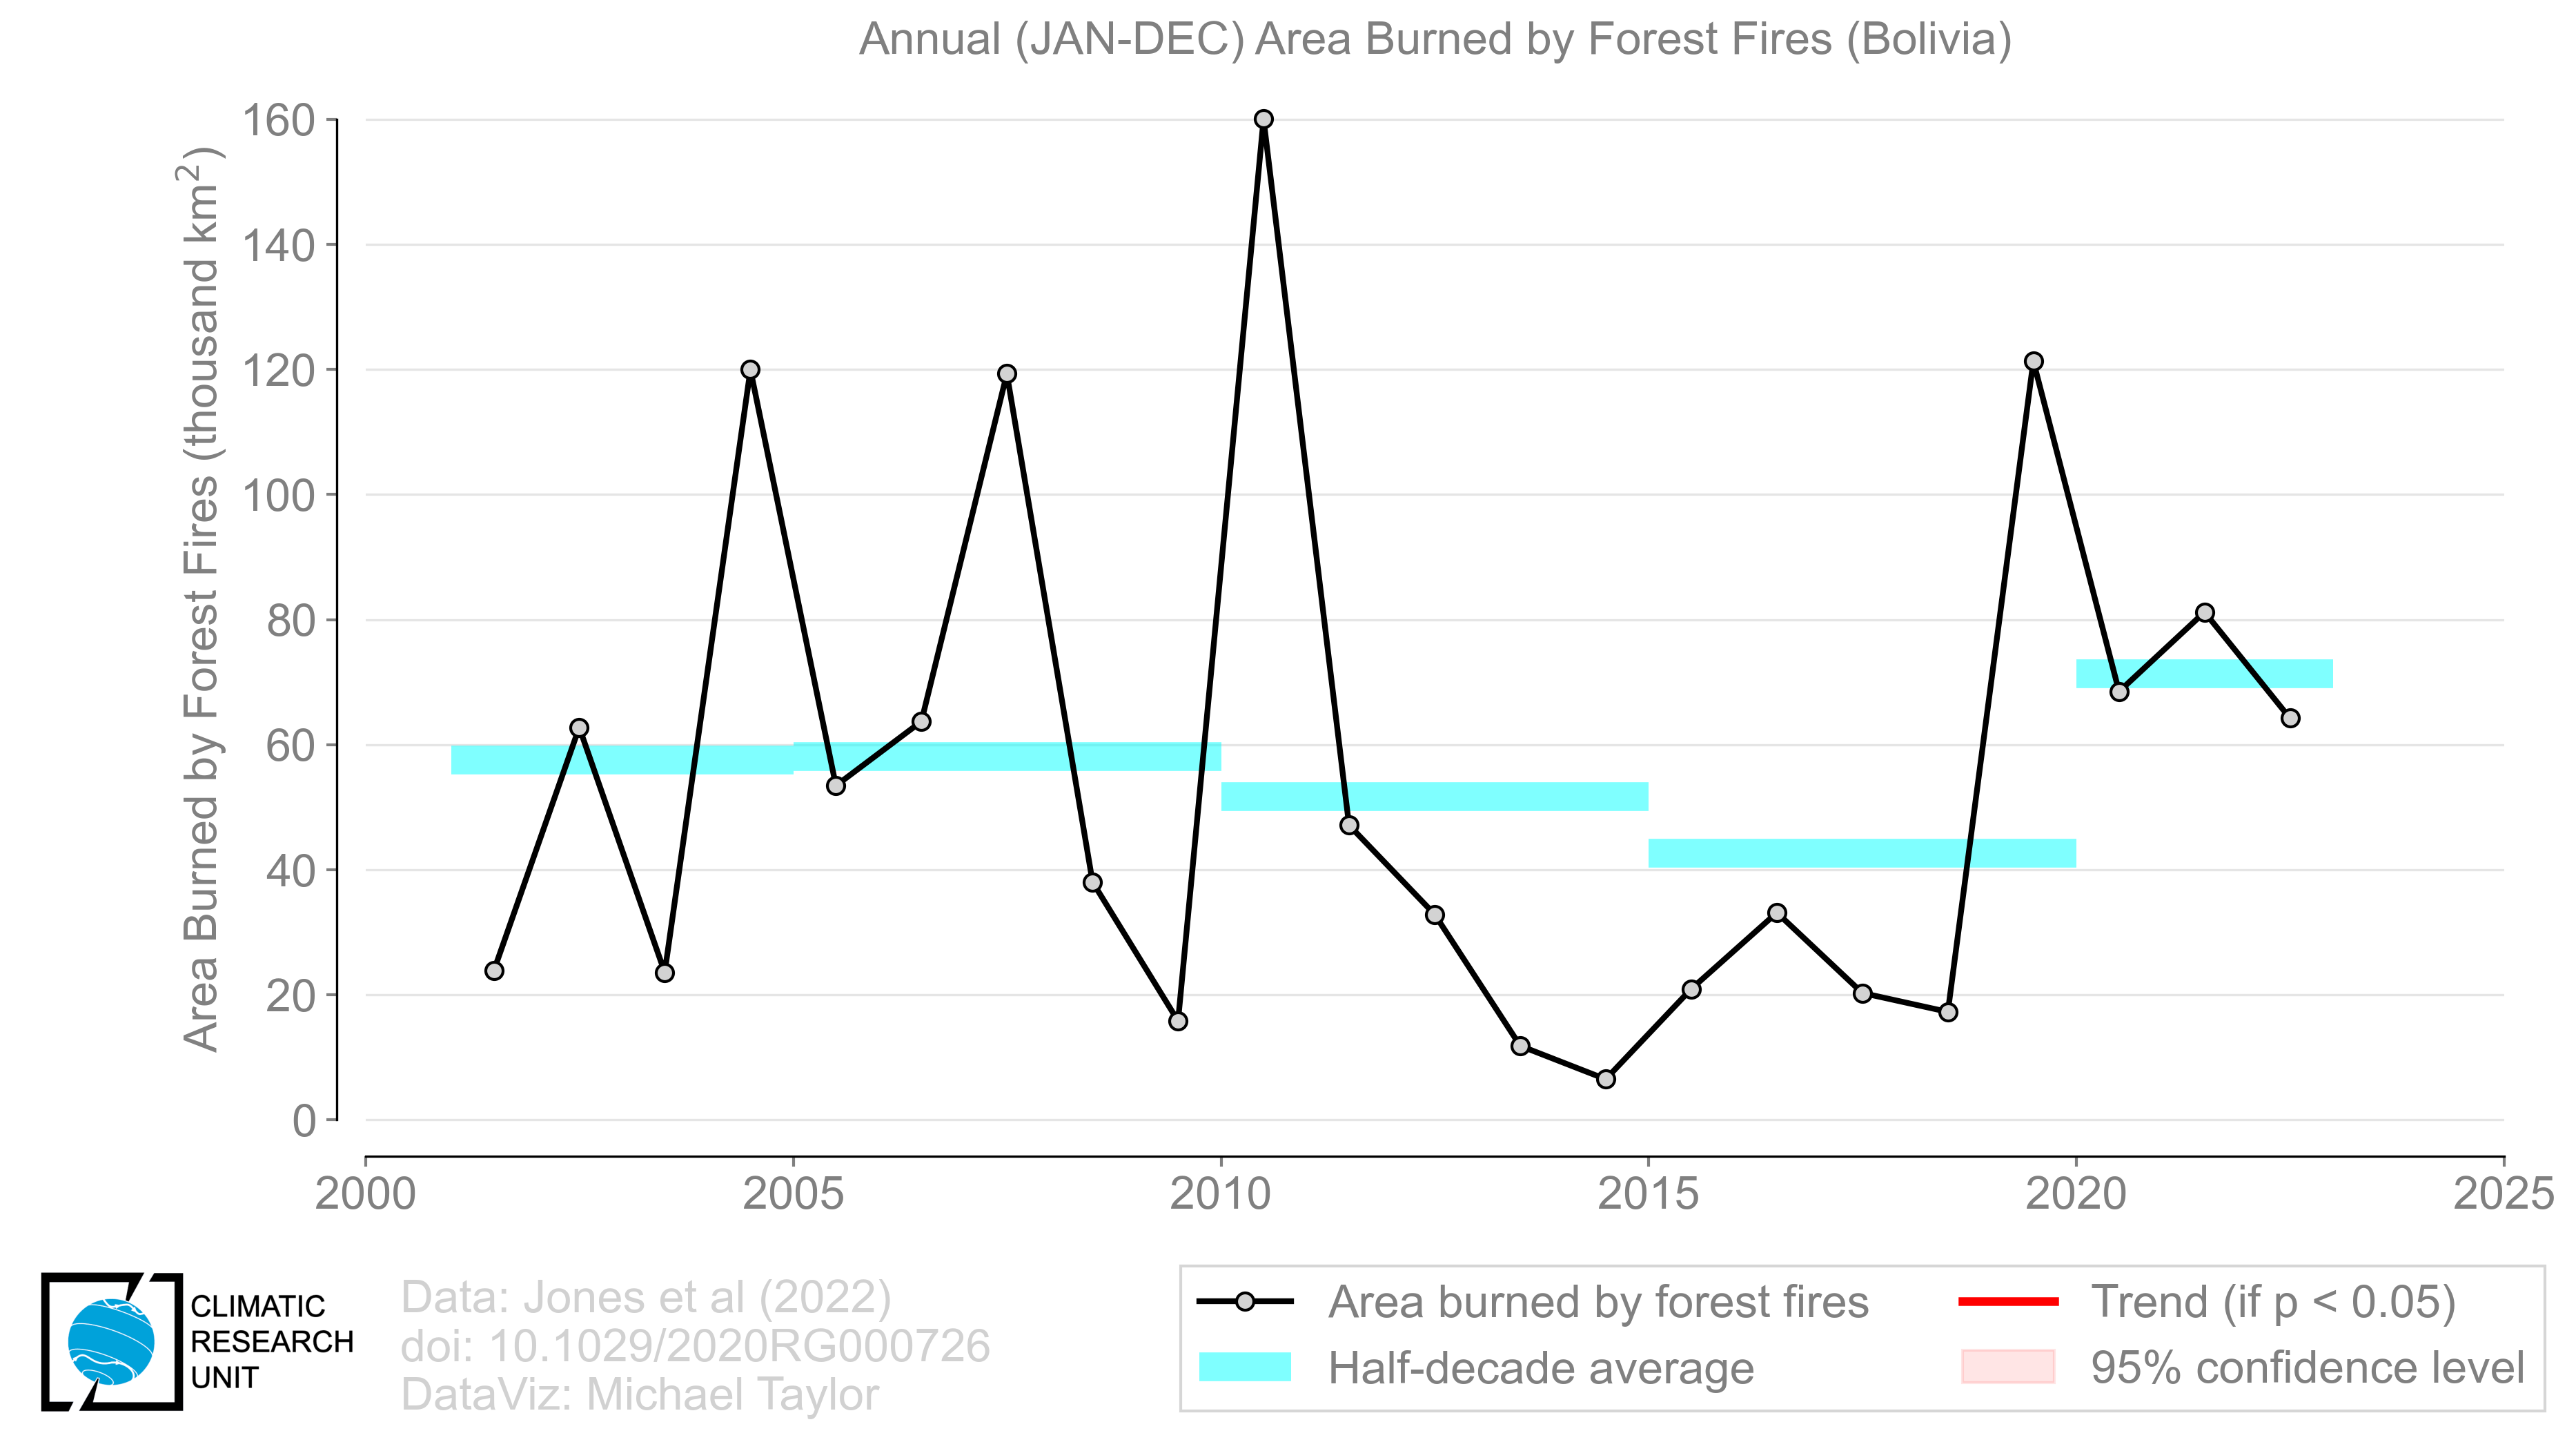 Annual (JAN-DEC) Area Burned by Forest Fires (Bolivia)
Area Burned by Forest Fires (thousand km²)
160
140
120
100
80
60
40
20
0
2000 2005 2010 2015 2020 2025
CLIMATIC
RESEARCH
UNIT
Data: Jones et al (2022)
doi: 10.1029/2020RG000726
DataViz: Michael Taylor
Area burned by forest fires
Half-decade average
Trend (if p < 0.05)
95% confidence level